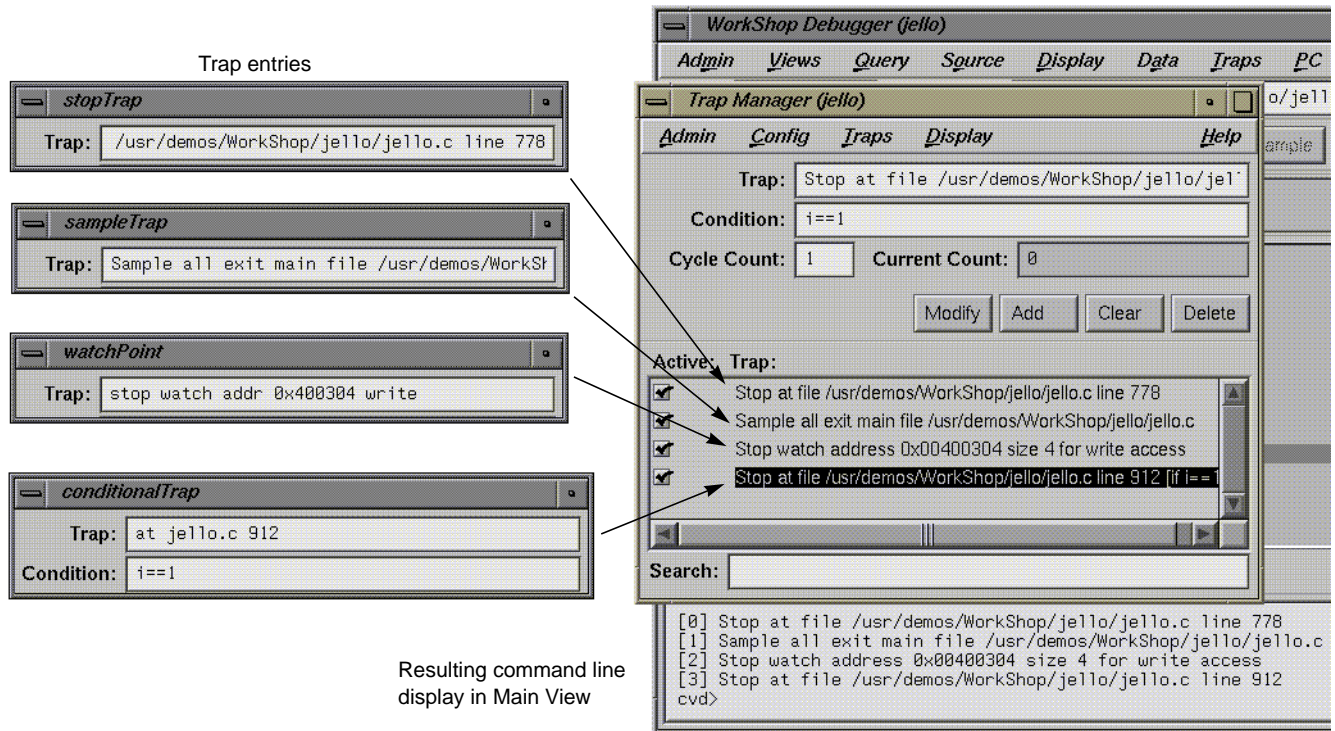 Trap entries
stopTrap
Trap: /usr/demos/WorkShop/jello/jello.c line 778
sampleTrap
Trap: Sample all exit main file /usr/demos/WorkSh
watchPoint
Trap: stop watch addr 0x400304 write
conditionalTrap
Trap: at jello.c 912
Condition: i==1
Resulting command line
display in Main View
WorkShop Debugger (jello)
Admin Views Query Source Display Data Traps PC
o/jell
ample
Trap Manager (jello)
Admin Config Traps Display Help
Trap: Stop at file /usr/demos/WorkShop/jello/jel
Condition: i==1
Cycle Count: 1 Current Count: 0
Modify Add Clear Delete
Active: Trap:
Stop at file /usr/demos/WorkShop/jello/jello.c line 778
Sample all exit main file /usr/demos/WorkShop/jello/jello.c
Stop watch address 0x00400304 size 4 for write access
Stop at file /usr/demos/WorkShop/jello/jello.c line 912 [if i==1
Search:
[0] Stop at file /usr/demos/WorkShop/jello/jello.c line 778
[1] Sample all exit main file /usr/demos/WorkShop/jello/jello.c
[2] Stop watch address 0x00400304 size 4 for write access
[3] Stop at file /usr/demos/WorkShop/jello/jello.c line 912
cvd>